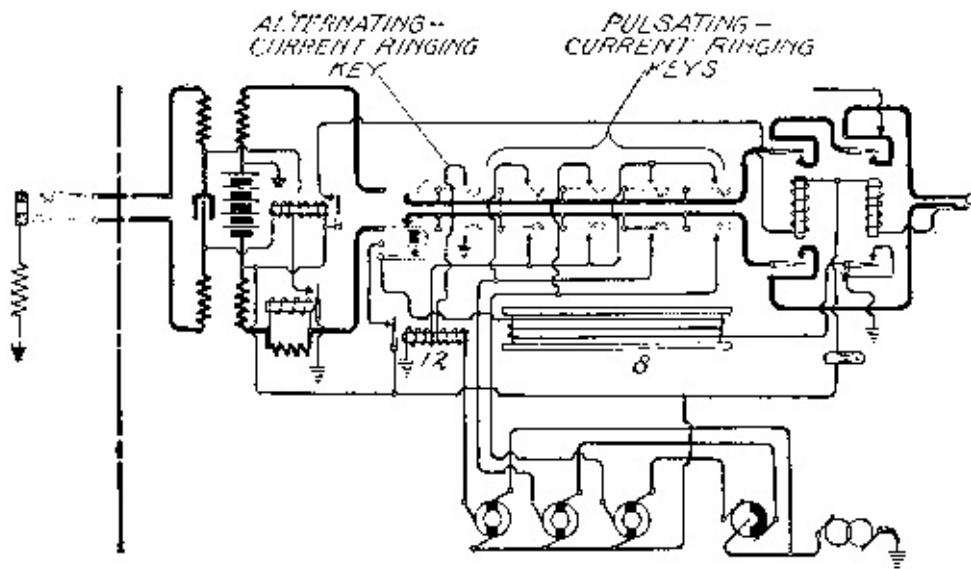 ALTERNATING-
CURRENT RINGING
KEY
PULSATING-
CURRENT RINGING
KEYS
12
8